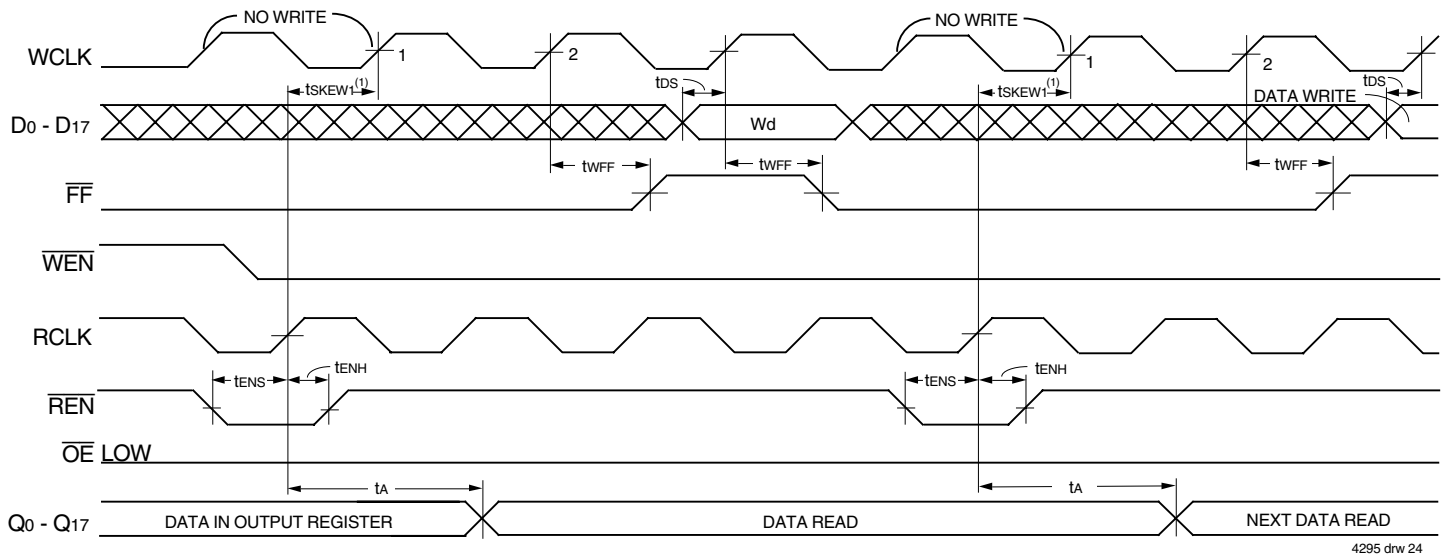 NO WRITE
NO WRITE
WCLK
1
2
1
2
tSKEW1(1)
tDS
tSKEW1(1)
tDS
DATA WRITE
D0 - D17
Wd
tWFF
tWFF
tWFF
FF
WEN
RCLK
tENS
tENH
tENS
tENH
REN
OE LOW
tA
tA
Q0 - Q17
DATA IN OUTPUT REGISTER
DATA READ
NEXT DATA READ
4295 drw 24